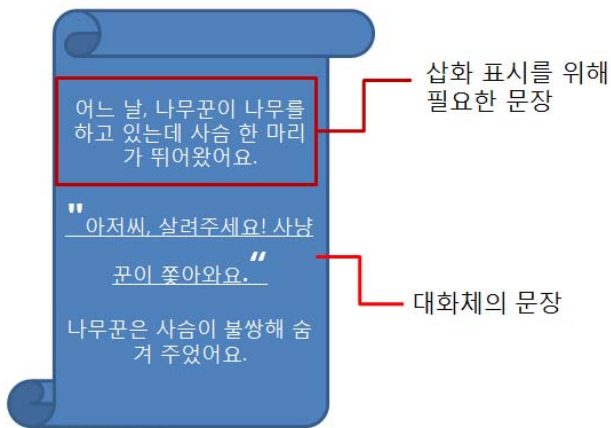 어느 날, 나무꾼이 나무를
하고 있는데 사슴 한 마리
가 뛰어왔어요.
"아저씨, 살려주세요! 사냥
꾼이 쫓아와요.“
나무꾼은 사슴이 불쌍해 숨
겨 주었어요.
삽화 표시를 위해
필요한 문장
대화체의 문장